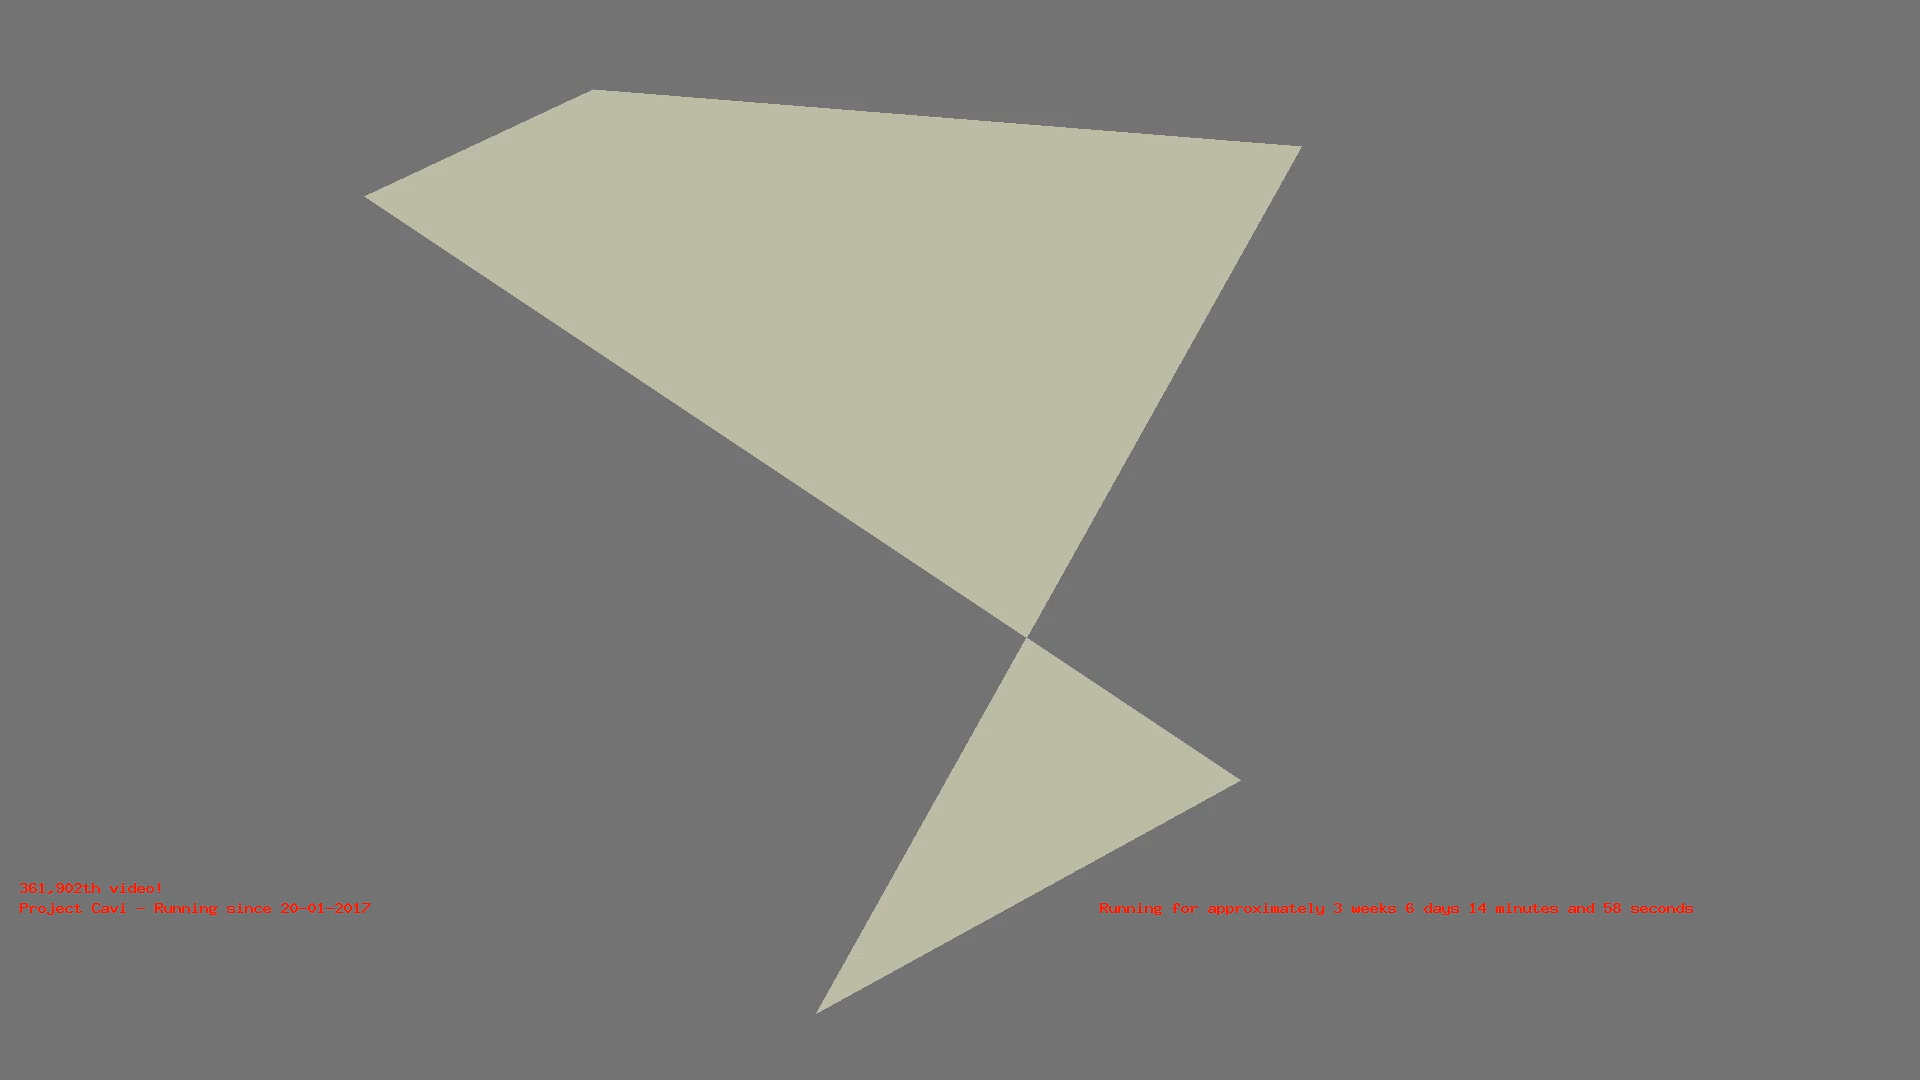 361,902th video!
Project Cavi - Running since 20-01-2017
Running for approximately 3 weeks 6 days 14 minutes and 58 seconds